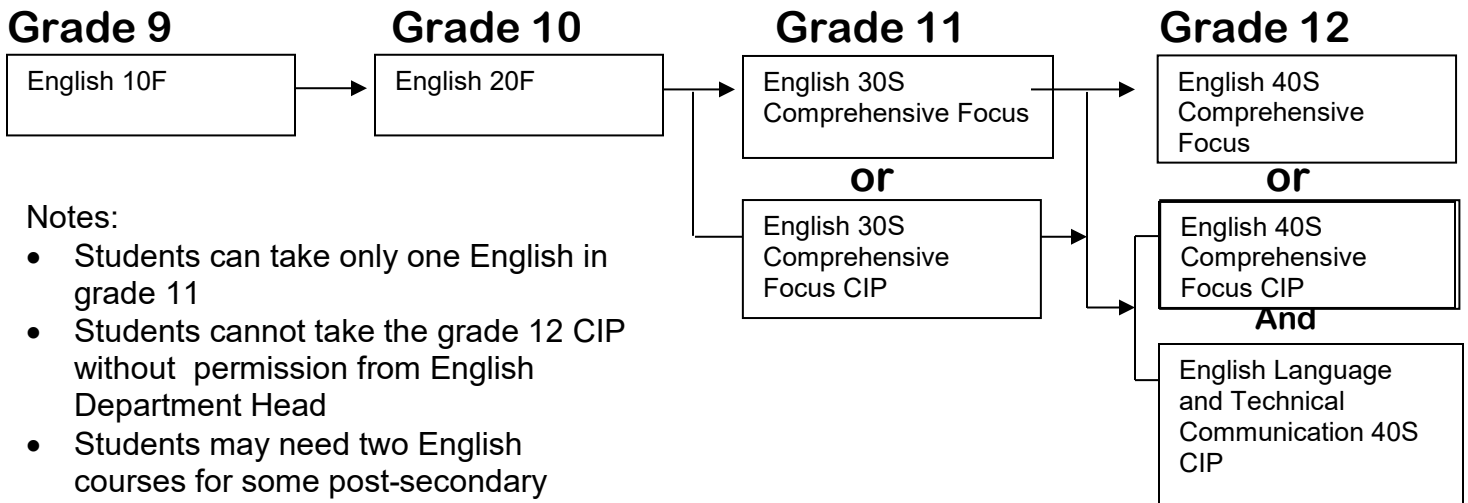 Grade 9
Grade 10
Grade 11
Grade 12
English 10F
English 20F
English 30S
Comprehensive Focus
English 40S
Comprehensive
Focus
or
or
English 30S
Comprehensive
Focus CIP
English 40S
Comprehensive
Focus CIP
And
English Language
and Technical
Communication 40S
CIP
Notes:
• Students can take only one English in
grade 11
• Students cannot take the grade 12 CIP
without  permission from English
Department Head
• Students may need two English
courses for some post-secondary